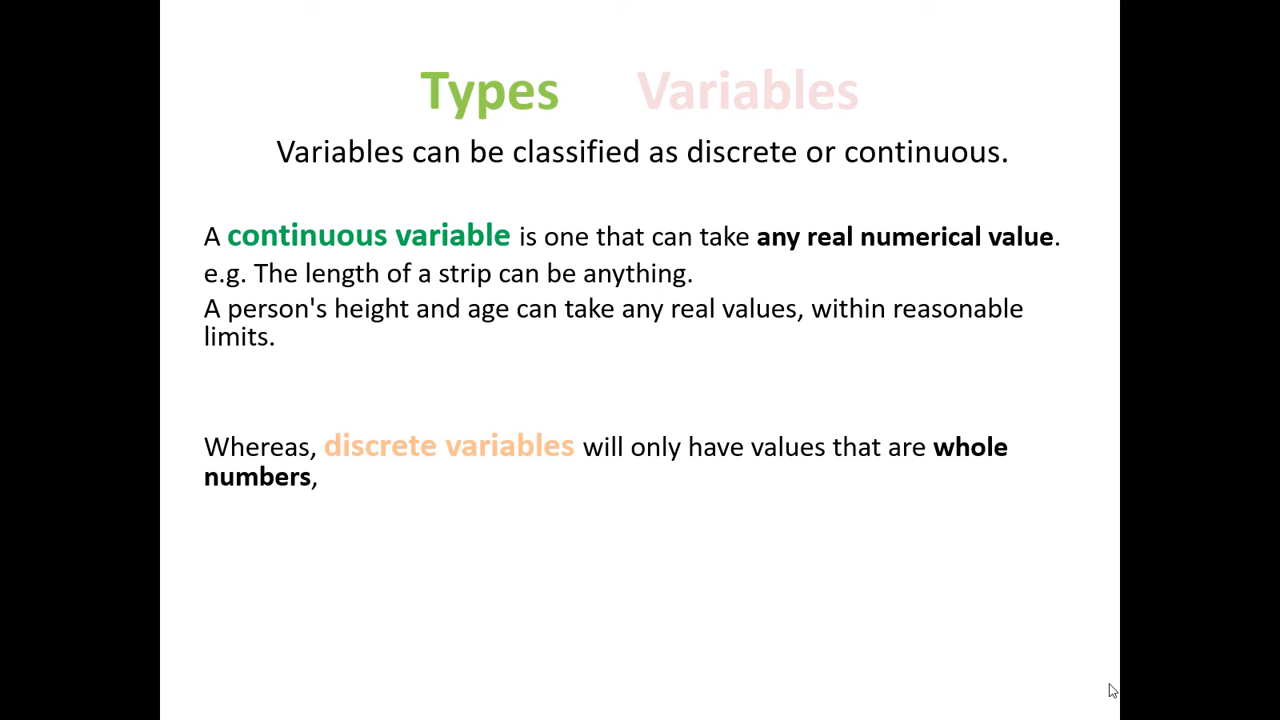 Types Variables
Variables can be classified as discrete or continuous.
A continuous variable is one that can take any real numerical value.
e.g. The length of a strip can be anything.
A person's height and age can take any real values, within reasonable
limits.
Whereas, discrete variables will only have values that are whole
numbers,